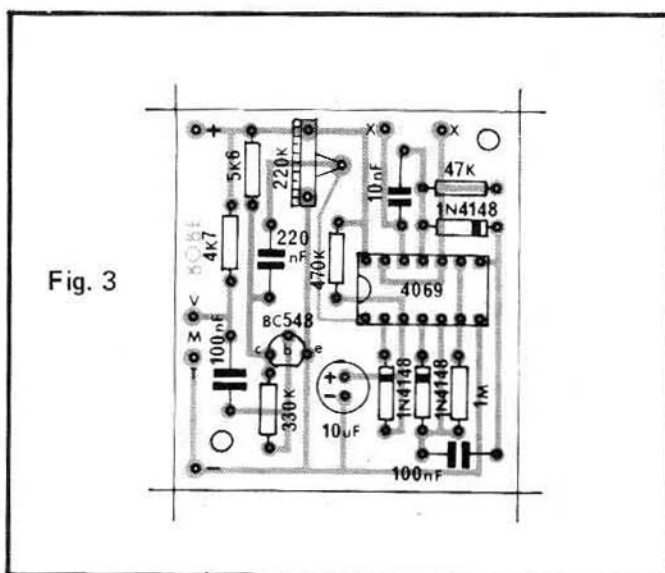 Fig. 3
+
5K6
220K
X
X
10nF
47K
1N4148
4K7
220
nF
470K
4069
V
M
T
100nF
BC548
c
b
e
330K
+
-
10uF
1N4148
1N4148
1M
100nF
-